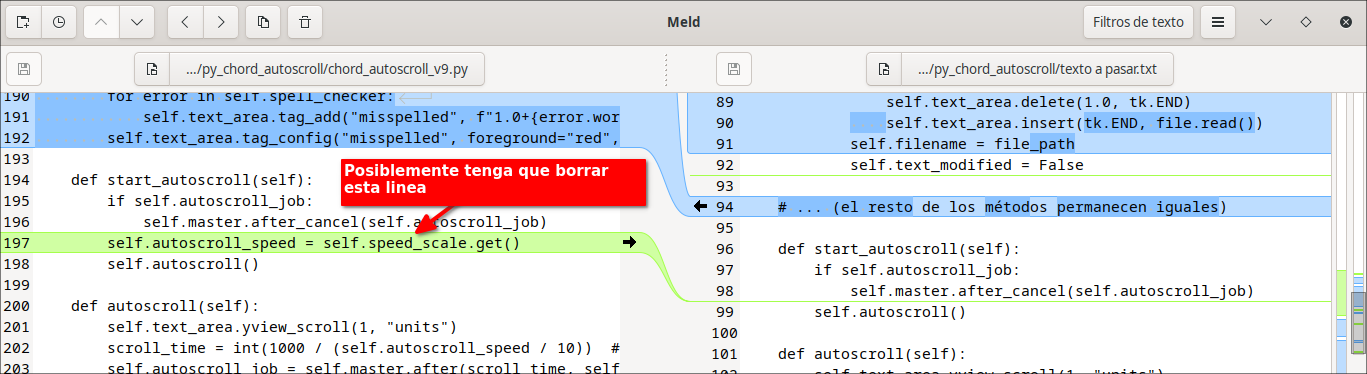 Meld
Filtros de texto
.../py_chord_autoscroll/chord_autoscroll_v9.py
.../py_chord_autoscroll/texto a pasar.txt
190 for error in self.spell_checker:
191 self.text_area.tag_add("misspelled", f"1.0+{error.wor
192 self.text_area.tag_config("misspelled", foreground="red",
193
194 def start_autoscroll(self):
195 if self.autoscroll_job:
196 self.master.after_cancel(self.autoscroll_job)
197 self.autoscroll_speed = self.speed_scale.get()
198 self.autoscroll()
199
200 def autoscroll(self):
201 self.text_area.yview_scroll(1, "units")
202 scroll_time = int(1000 / (self.autoscroll_speed / 10)) #
203 self.autoscroll_job = self.master.after(scroll_time, self
Posiblemente tenga que borrar
esta linea
89 self.text_area.delete(1.0, tk.END)
90 self.text_area.insert(tk.END, file.read())
91 self.filename = file_path
92 self.text_modified = False
93
94 # ... (el resto de los métodos permanecen iguales)
95
96 def start_autoscroll(self):
97 if self.autoscroll_job:
98 self.master.after_cancel(self.autoscroll_job)
99 self.autoscroll()
100
101 def autoscroll(self):
102 self.text_area.yview_scroll(1, "units")